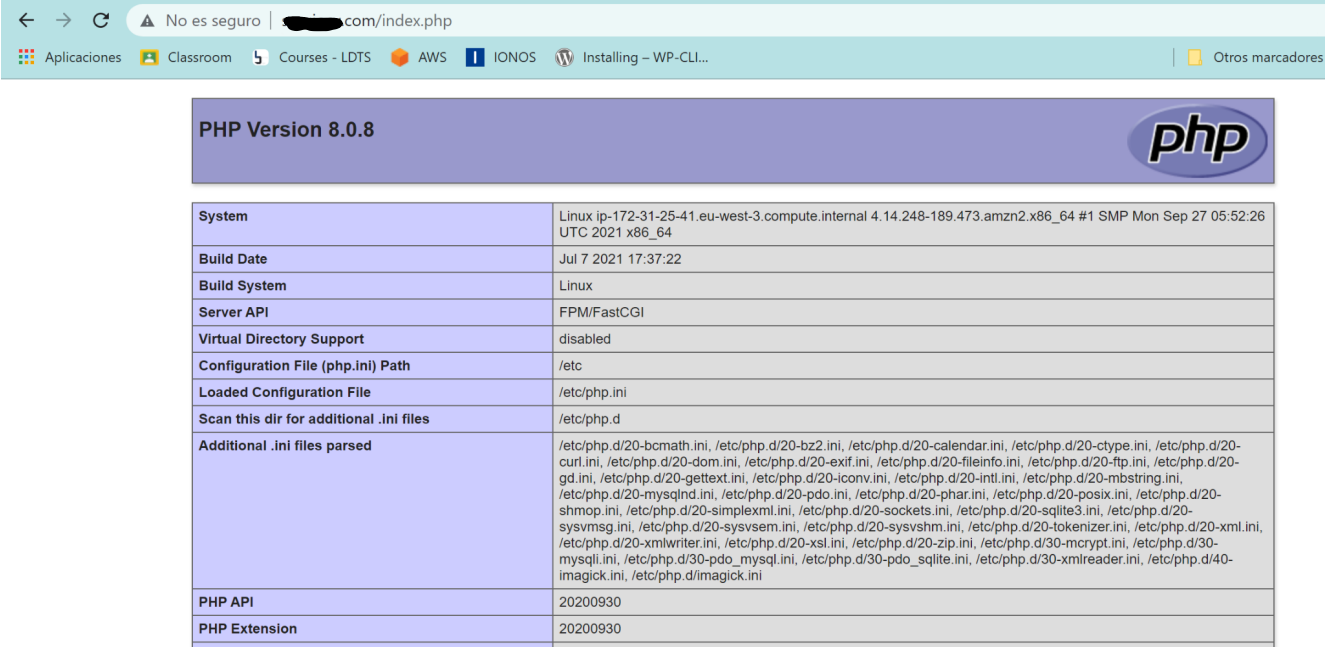 No es seguro | .com/index.php
Aplicaciones Classroom Courses - LDTS AWS IONOS Installing – WP-CLI... Otros marcadores
PHP Version 8.0.8
php
System Linux ip-172-31-25-41.eu-west-3.compute.internal 4.14.248-189.473.amzn2.x86_64 #1 SMP Mon Sep 27 05:52:26
UTC 2021 x86_64
Build Date Jul 7 2021 17:37:22
Build System Linux
Server API FPM/FastCGI
Virtual Directory Support disabled
Configuration File (php.ini) Path /etc
Loaded Configuration File /etc/php.ini
Scan this dir for additional .ini files /etc/php.d
Additional .ini files parsed /etc/php.d/20-bcmath.ini, /etc/php.d/20-bz2.ini, /etc/php.d/20-calendar.ini, /etc/php.d/20-ctype.ini, /etc/php.d/20-
curl.ini, /etc/php.d/20-dom.ini, /etc/php.d/20-exif.ini, /etc/php.d/20-fileinfo.ini, /etc/php.d/20-ftp.ini, /etc/php.d/20-
gd.ini, /etc/php.d/20-gettext.ini, /etc/php.d/20-iconv.ini, /etc/php.d/20-intl.ini, /etc/php.d/20-mbstring.ini,
/etc/php.d/20-mysqlnd.ini, /etc/php.d/20-pdo.ini, /etc/php.d/20-phar.ini, /etc/php.d/20-posix.ini, /etc/php.d/20-
shmop.ini, /etc/php.d/20-simplexml.ini, /etc/php.d/20-sockets.ini, /etc/php.d/20-sqlite3.ini, /etc/php.d/20-
sysvmsg.ini, /etc/php.d/20-sysvsem.ini, /etc/php.d/20-sysvshm.ini, /etc/php.d/20-tokenizer.ini, /etc/php.d/20-xml.ini,
/etc/php.d/20-xmlwriter.ini, /etc/php.d/20-xsl.ini, /etc/php.d/20-zip.ini, /etc/php.d/30-mcrypt.ini, /etc/php.d/30-
mysqli.ini, /etc/php.d/30-pdo_mysql.ini, /etc/php.d/30-pdo_sqlite.ini, /etc/php.d/30-xmlreader.ini, /etc/php.d/40-
imagick.ini, /etc/php.d/imagick.ini
PHP API 20200930
PHP Extension 20200930